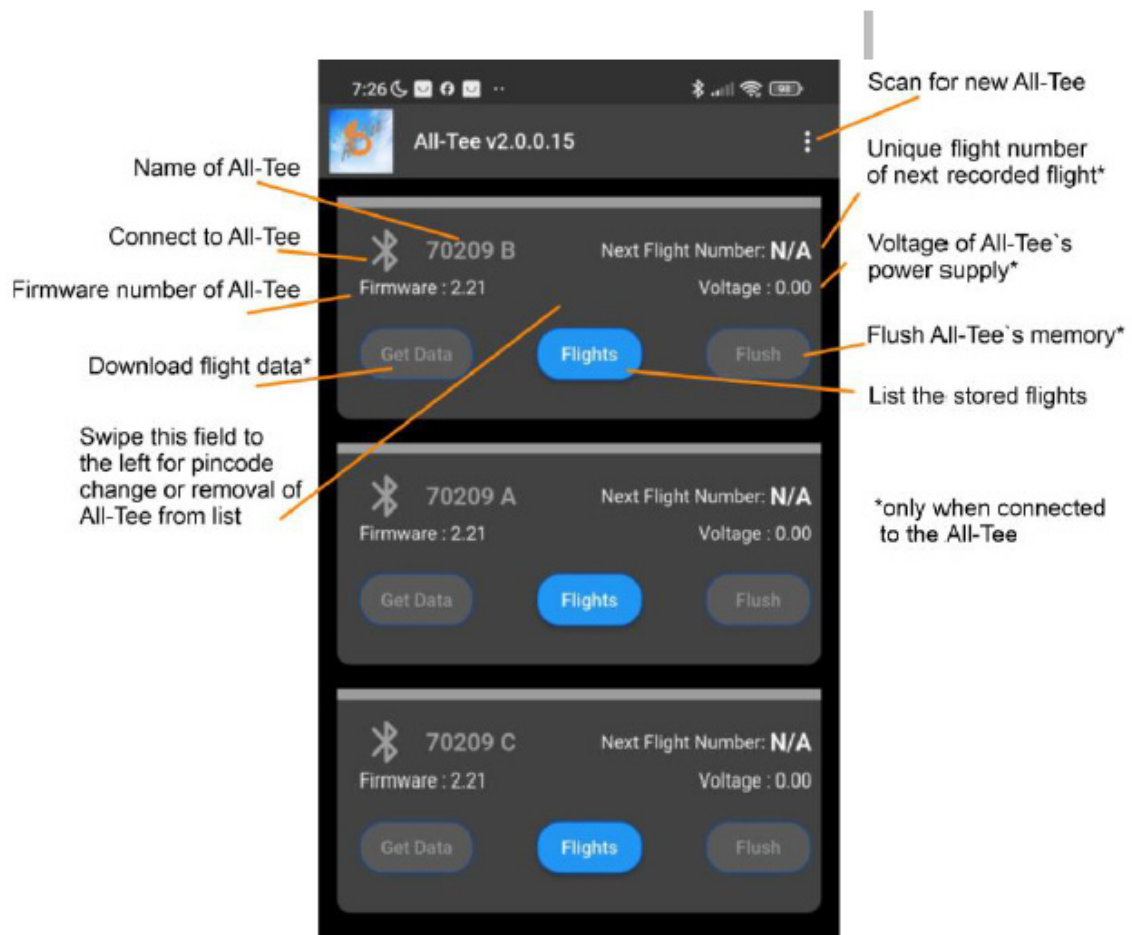 7:26
98
All-Tee v2.0.0.15
Scan for new All-Tee
Unique flight number
of next recorded flight*
Voltage of All-Tee`s
power supply*
Flush All-Tee`s memory*
List the stored flights
*only when connected
to the All-Tee
Name of All-Tee
Connect to All-Tee
Firmware number of All-Tee
Download flight data*
Swipe this field to
the left for pincode
change or removal of
All-Tee from list
70209 B
Next Flight Number: N/A
Firmware : 2.21
Voltage : 0.00
Get Data
Flights
Flush
70209 A
Next Flight Number: N/A
Firmware : 2.21
Voltage : 0.00
Get Data
Flights
Flush
70209 C
Next Flight Number: N/A
Firmware : 2.21
Voltage : 0.00
Get Data
Flights
Flush